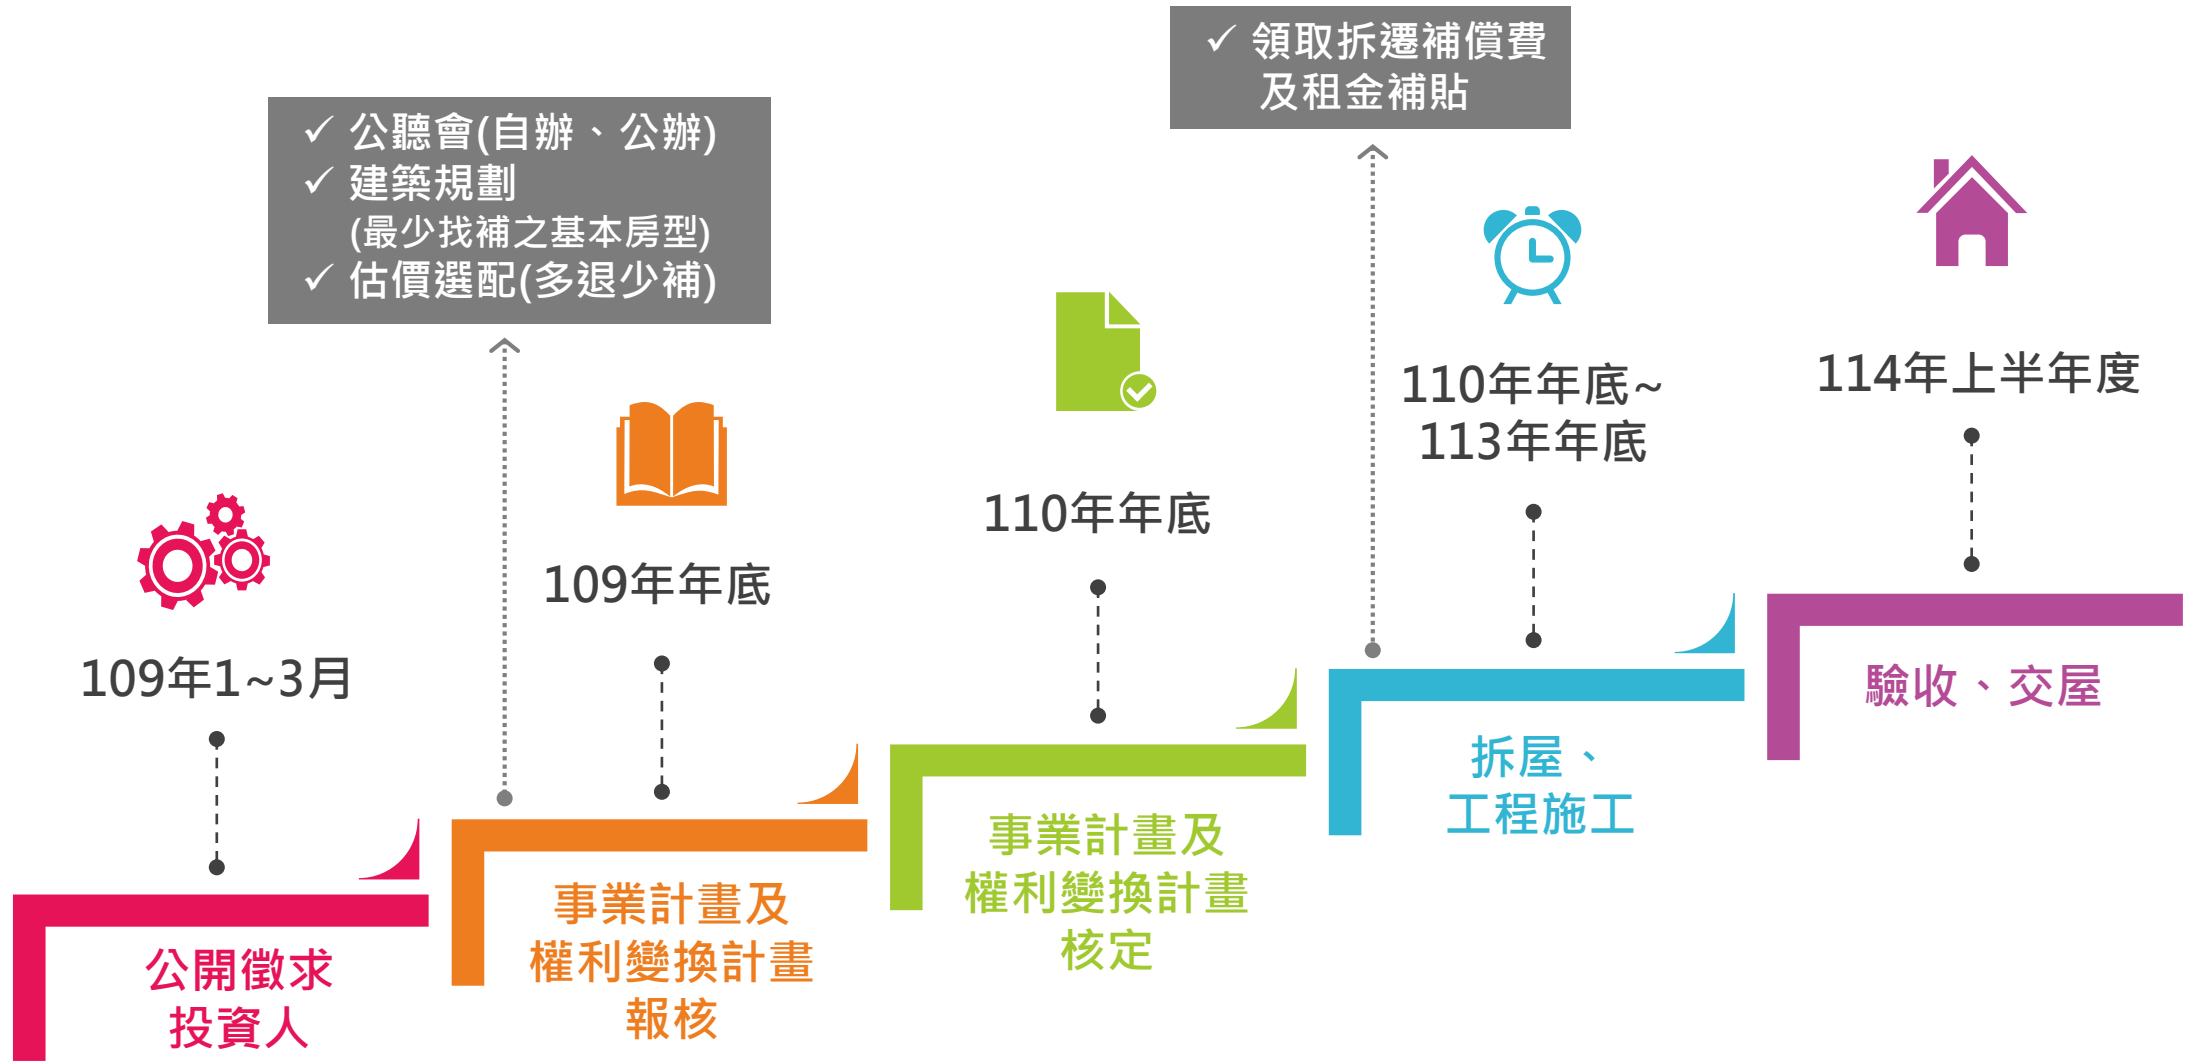 ✓ 領取拆遷補償費
及租金補貼
✓ 公聽會(自辦、公辦)
✓ 建築規劃
(最少找補之基本房型)
✓ 估價選配(多退少補)
109年1~3月
公開徵求
投資人
109年年底
事業計畫及
權利變換計畫
報核
110年年底
事業計畫及
權利變換計畫
核定
110年年底~
113年年底
拆屋、
工程施工
114年上半年度
驗收、交屋